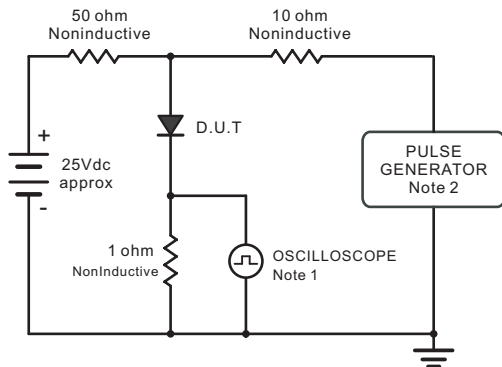 50 ohm
Noninductive
10 ohm
Noninductive
+
D.U.T
25Vdc
approx
-
PULSE
GENERATOR
Note 2
1 ohm
NonInductive
OSCILLOSCOPE
Note 1